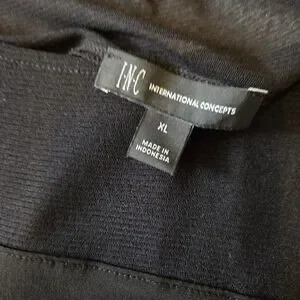 I·N·C INTERNATIONAL CONCEPTS
XL
MADE IN
INDONESIA